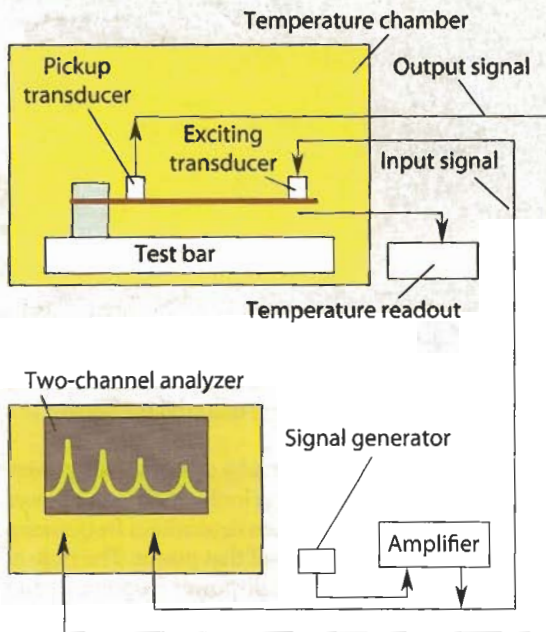 Temperature chamber
Pickup
transducer
Output signal
Exciting
transducer
Input signal
Test bar
Temperature readout
Two-channel analyzer
Signal generator
Amplifier